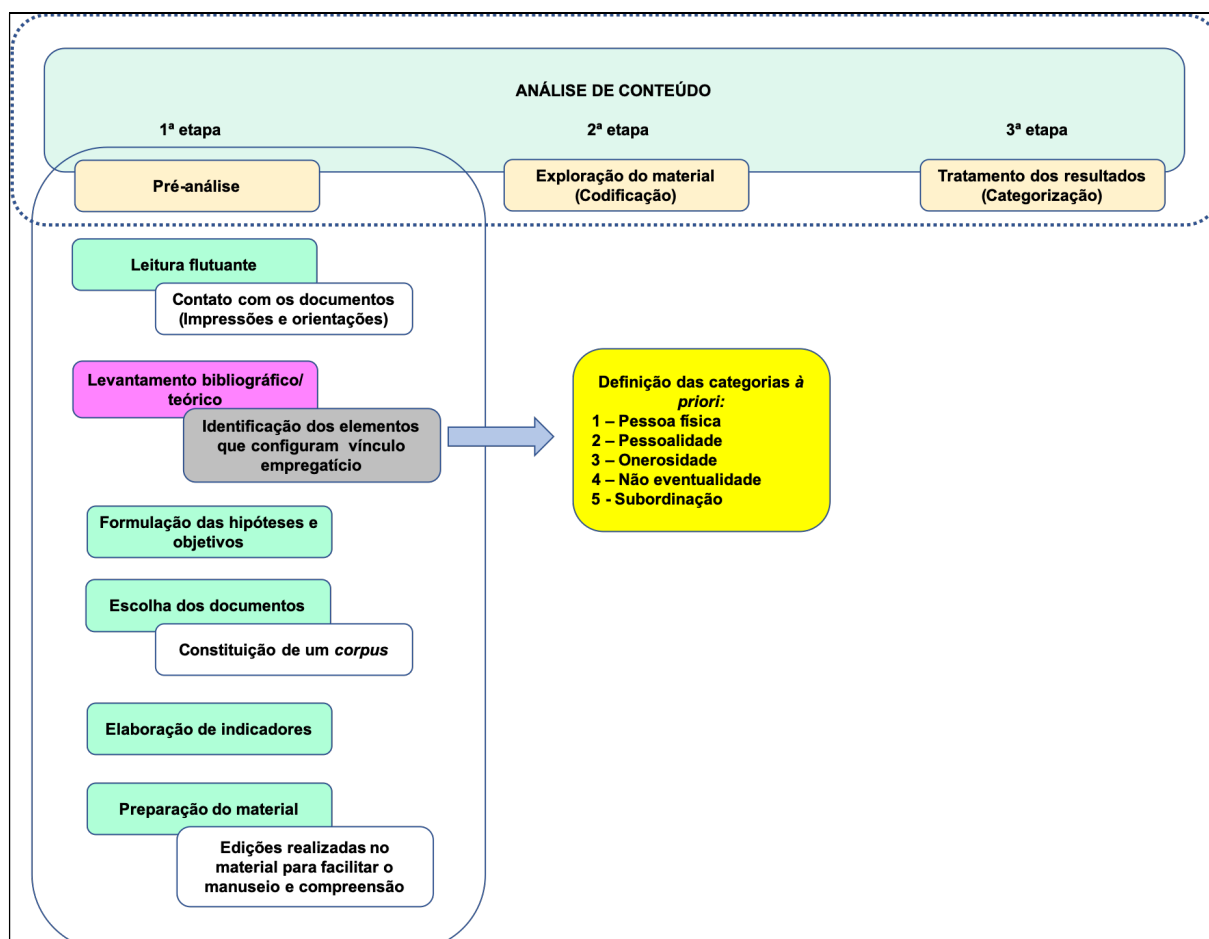 ANÁLISE DE CONTEÚDO
1ª etapa
2ª etapa
3ª etapa
Pré-análise
Exploração do material
(Codificação)
Tratamento dos resultados
(Categorização)
Leitura flutuante
Contato com os documentos
(Impressões e orientações)
Levantamento bibliográfico/
teórico
Identificação dos elementos
que configuram vínculo
empregatício
Definição das categorias à
priori:
1 – Pessoa física
2 – Pessoalidade
3 – Onerosidade
4 – Não eventualidade
5 - Subordinação
Formulação das hipóteses e
objetivos
Escolha dos documentos
Constituição de um corpus
Elaboração de indicadores
Preparação do material
Edições realizadas no
material para facilitar o
manuseio e compreensão